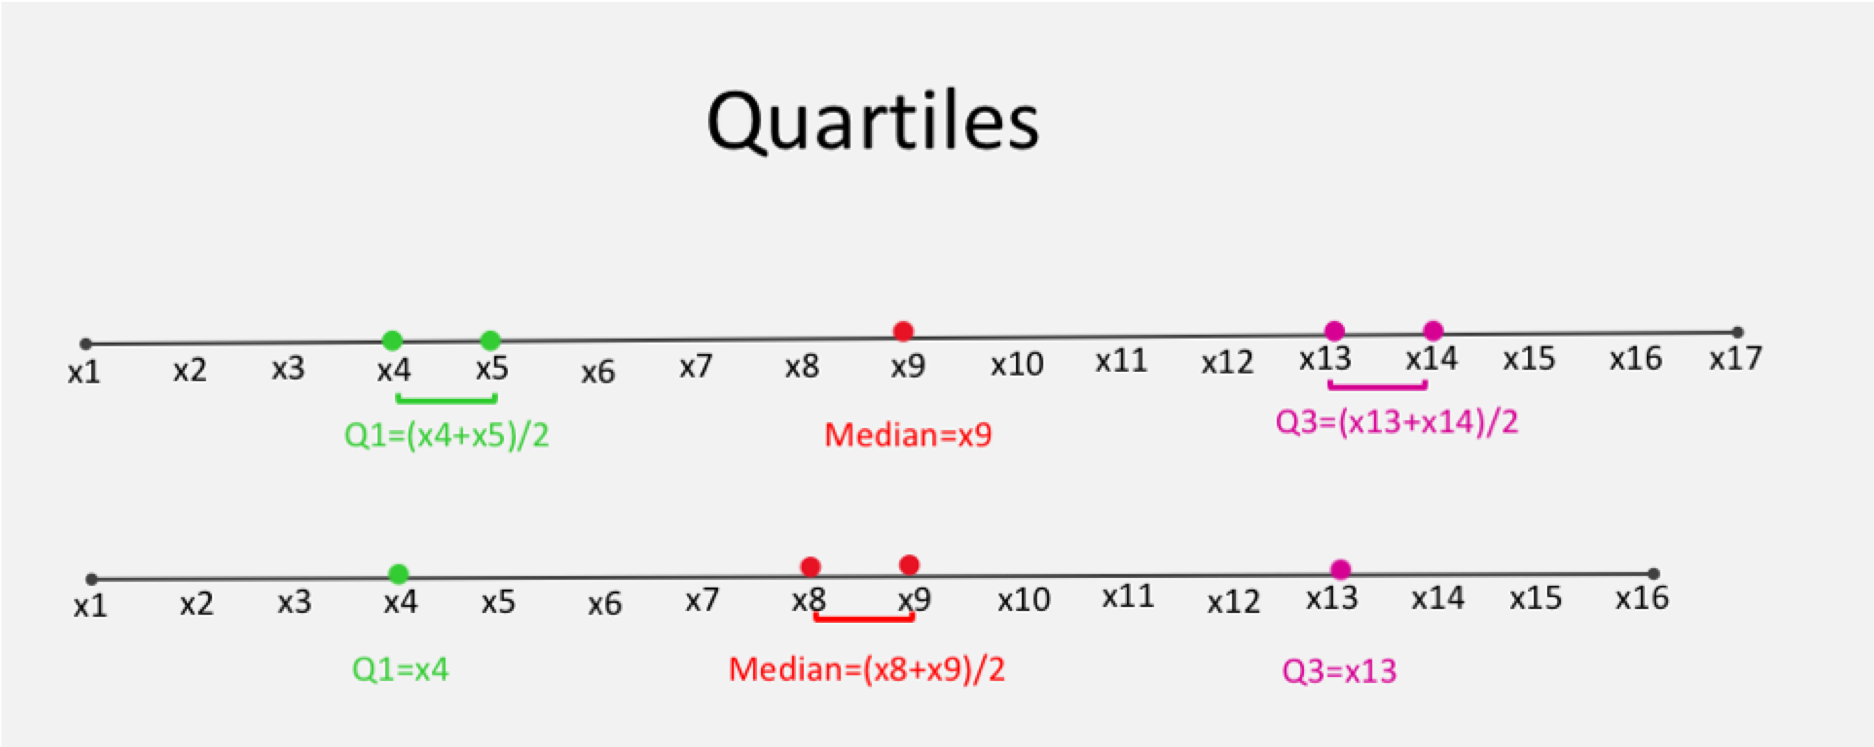 Quartiles
x1 x2 x3 x4 x5 x6 x7 x8 x9 x10 x11 x12 x13 x14 x15 x16 x17
Q1=(x4+x5)/2 Median=x9 Q3=(x13+x14)/2
x1 x2 x3 x4 x5 x6 x7 x8 x9 x10 x11 x12 x13 x14 x15 x16
Q1=x4 Median=(x8+x9)/2 Q3=x13